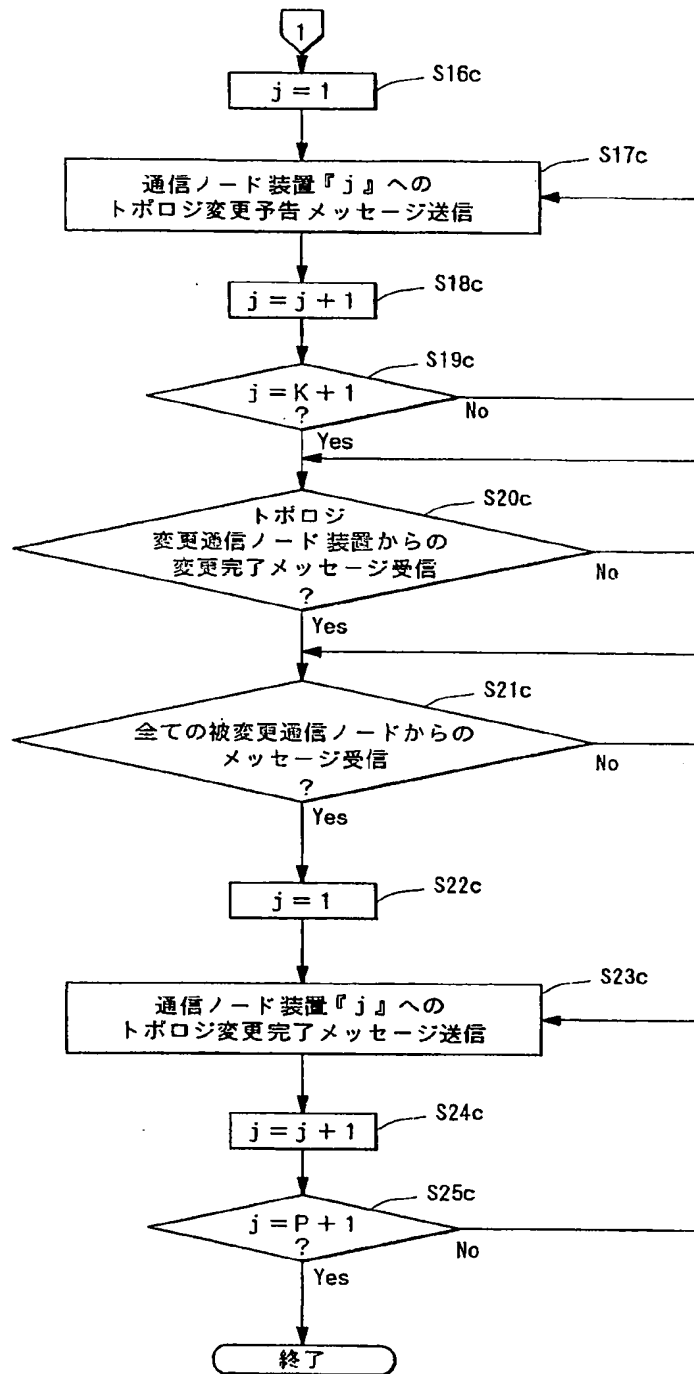 1
S16c
j=1
S17c
通信ノード装置『j』への
トポロジ変更予告メッセージ送信
S18c
j=j+1
S19c
j=K+1
?
No
Yes
S20c
トポロジ
変更通信ノード装置からの
変更完了メッセージ受信
?
No
Yes
S21c
全ての被変更通信ノードからの
メッセージ受信
?
No
Yes
S22c
j=1
S23c
通信ノード装置『j』への
トポロジ変更完了メッセージ送信
S24c
j=j+1
S25c
j=P+1
?
No
Yes
終了